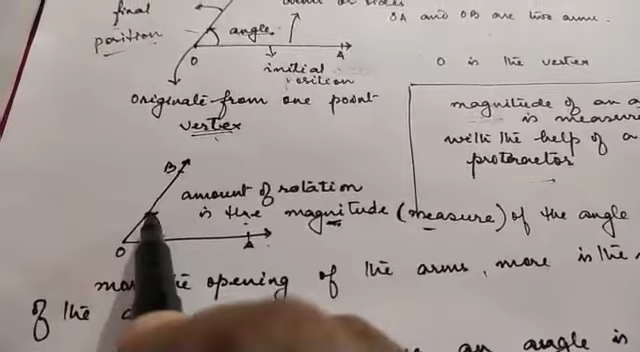 final
position
angle
O
A
initial
position
OA and OB are two arms.
O is the vertex
originate from one point
vertex
magnitude of an
is measure
with the help of a
protractor
B
O
A
amount of rotation
is the magnitude (measure) of the angle
opening of the arms, more is the
of the
an angle is